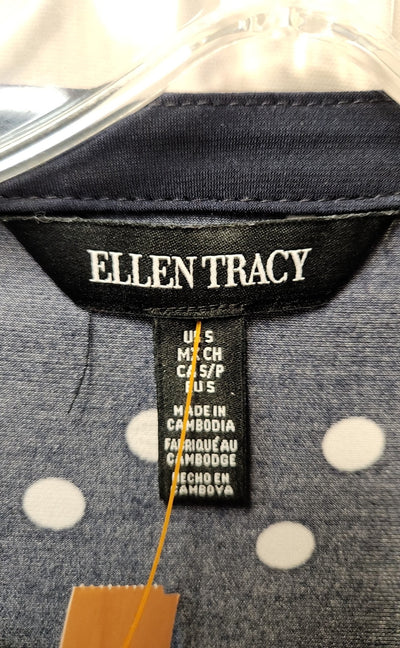 ELLEN TRACY
US S
MX CH
CA S/P
EU S
MADE IN
CAMBODIA
FABRIQUÉ AU
CAMBODGE
HECHO EN
CAMBOYA